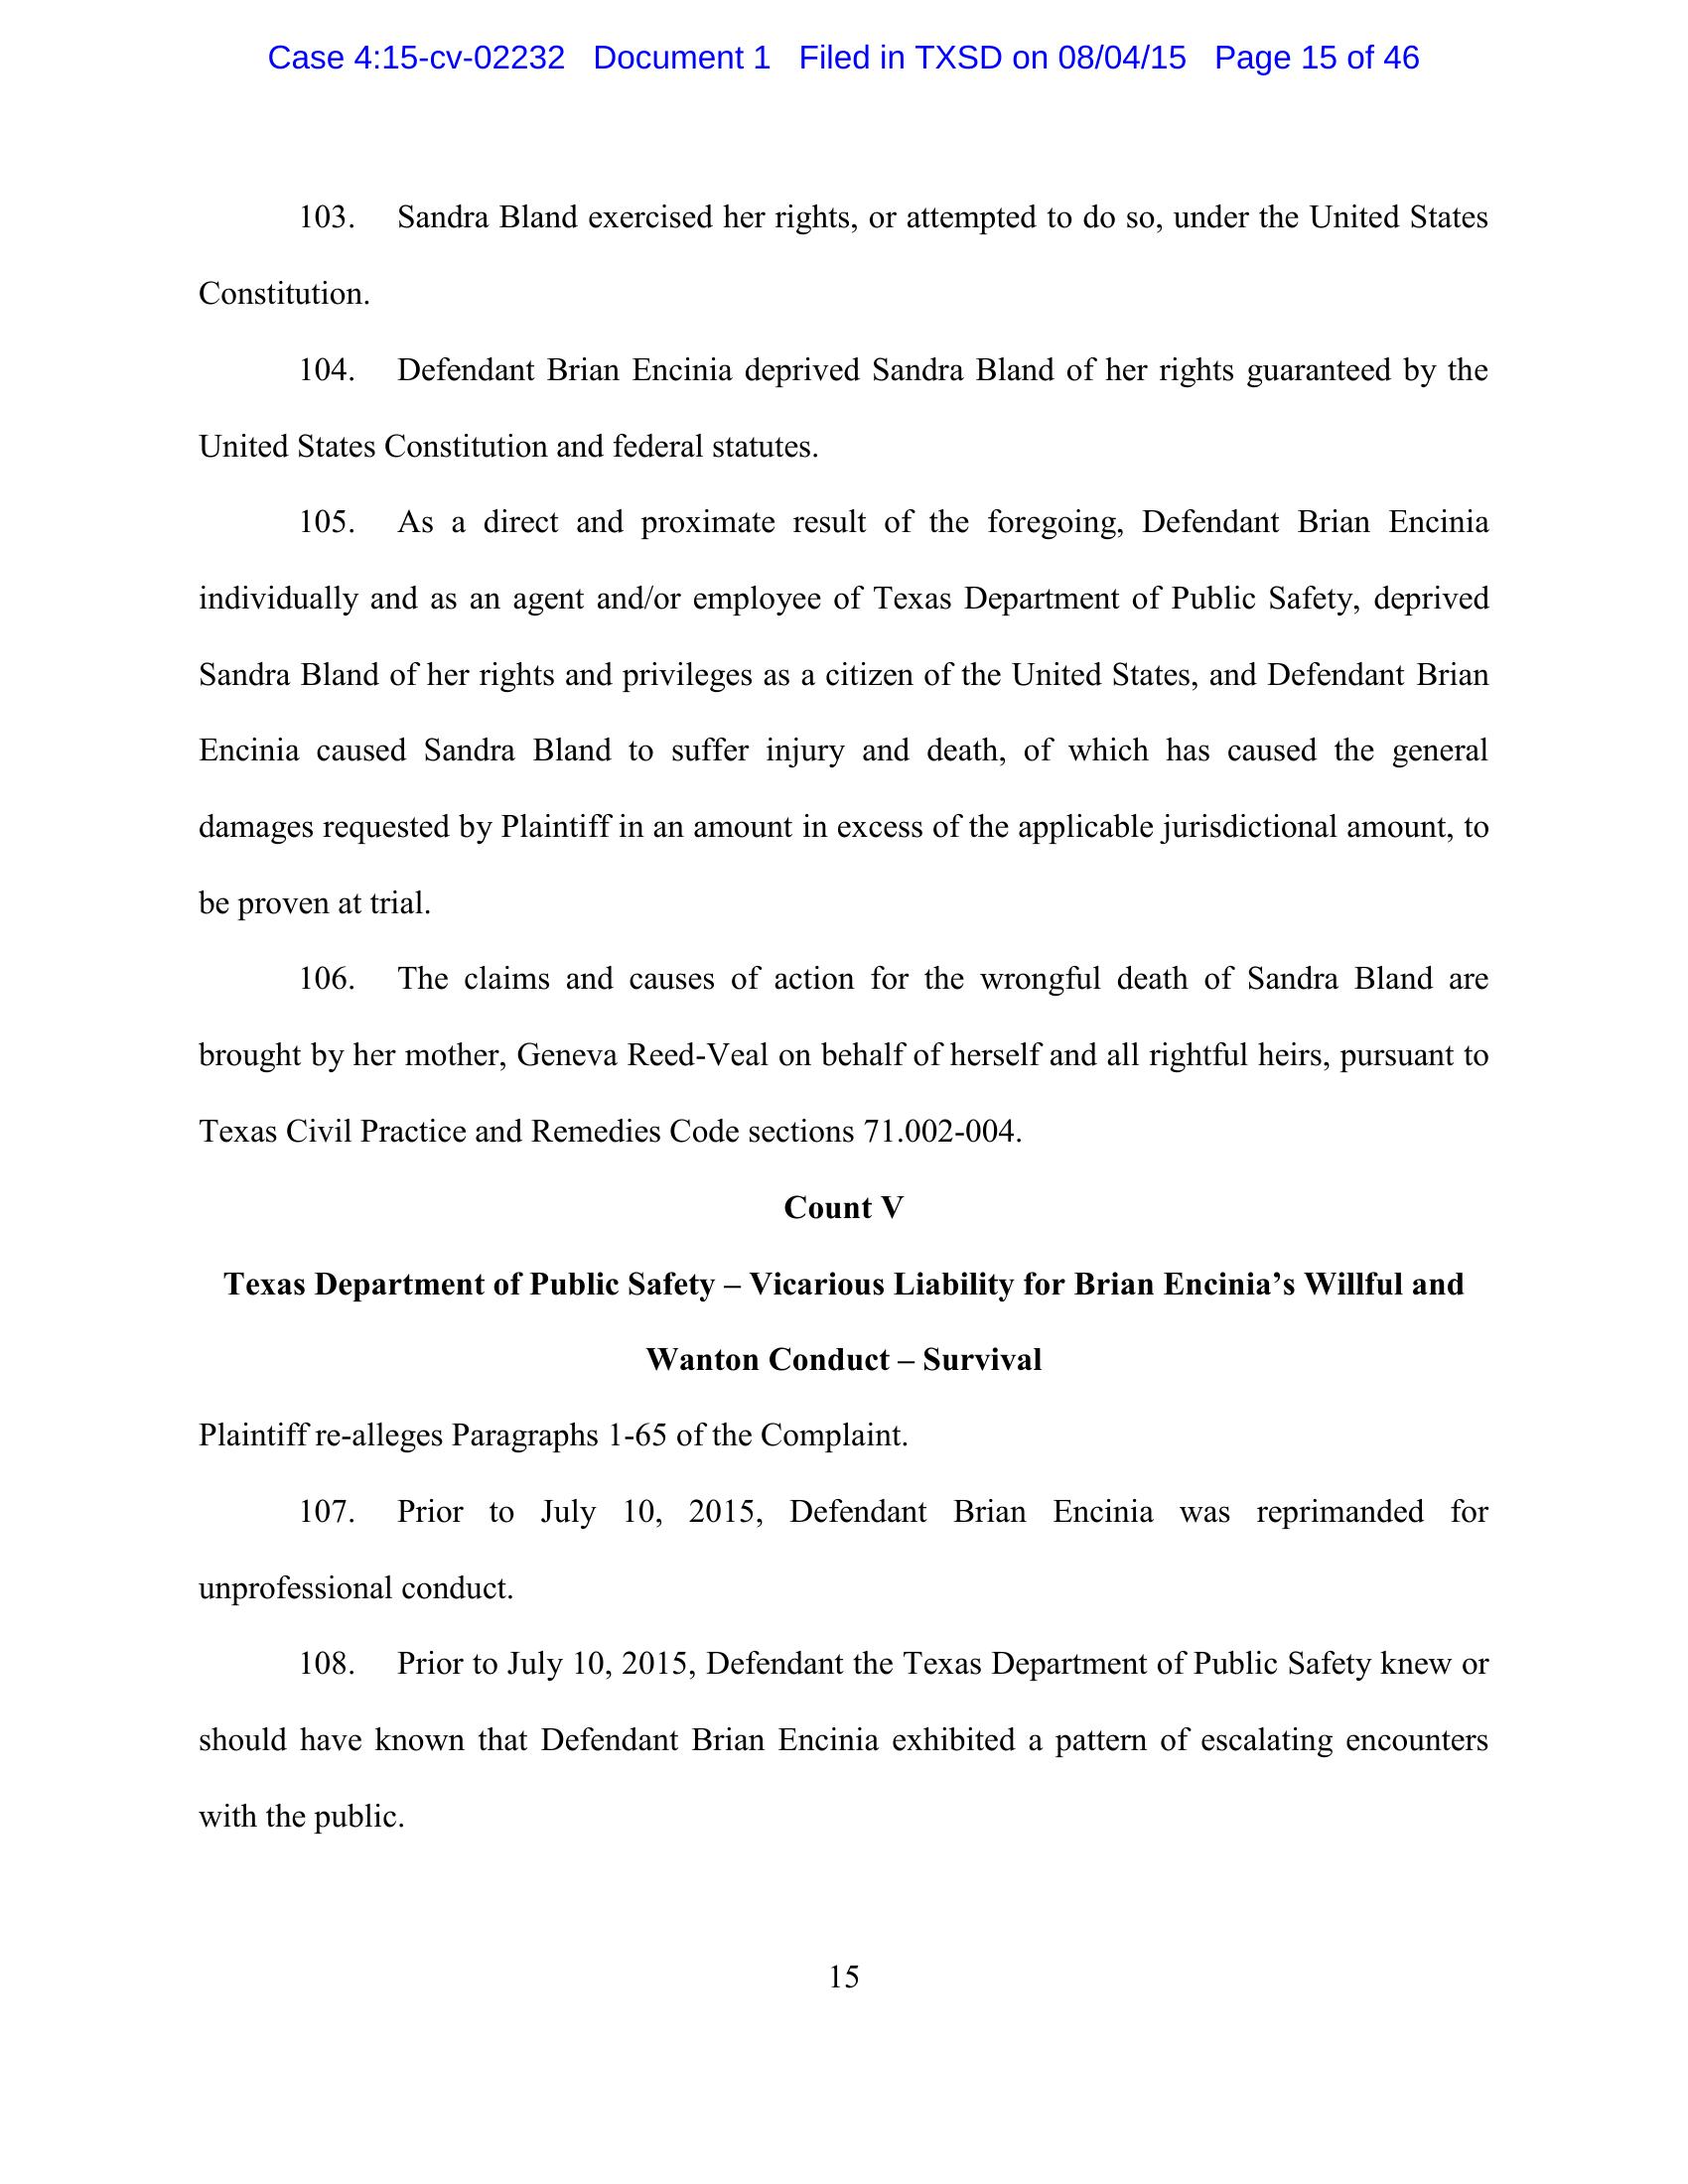 Case 4:15-cv-02232 Document 1 Filed in TXSD on 08/04/15 Page 15 of 46
103. Sandra Bland exercised her rights, or attempted to do so, under the United States
Constitution.
104. Defendant Brian Encinia deprived Sandra Bland of her rights guaranteed by the
United States Constitution and federal statutes.
105. As a direct and proximate result of the foregoing, Defendant Brian Encinia
individually and as an agent and/or employee of Texas Department of Public Safety, deprived
Sandra Bland of her rights and privileges as a citizen of the United States, and Defendant Brian
Encinia caused Sandra Bland to suffer injury and death, of which has caused the general
damages requested by Plaintiff in an amount in excess of the applicable jurisdictional amount, to
be proven at trial.
106. The claims and causes of action for the wrongful death of Sandra Bland are
brought by her mother, Geneva Reed-Veal on behalf of herself and all rightful heirs, pursuant to
Texas Civil Practice and Remedies Code sections 71.002-004.
Count V
Texas Department of Public Safety – Vicarious Liability for Brian Encinia’s Willful and
Wanton Conduct – Survival
Plaintiff re-alleges Paragraphs 1-65 of the Complaint.
107. Prior to July 10, 2015, Defendant Brian Encinia was reprimanded for
unprofessional conduct.
108. Prior to July 10, 2015, Defendant the Texas Department of Public Safety knew or
should have known that Defendant Brian Encinia exhibited a pattern of escalating encounters
with the public.
15